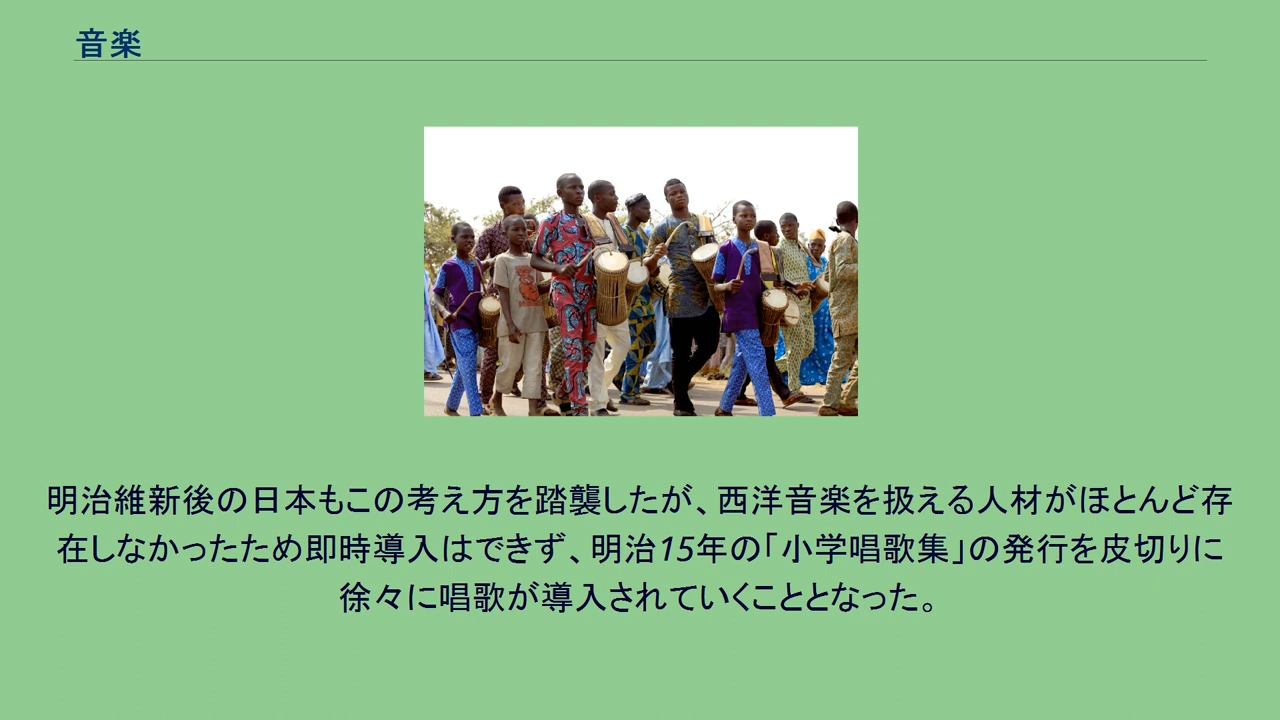 音楽
明治維新後の日本もこの考え方を踏襲したが、西洋音楽を扱える人材がほとんど存
在しなかったため即時導入はできず、明治15年の「小学唱歌集」の発行を皮切りに
徐々に唱歌が導入されていくこととなった。